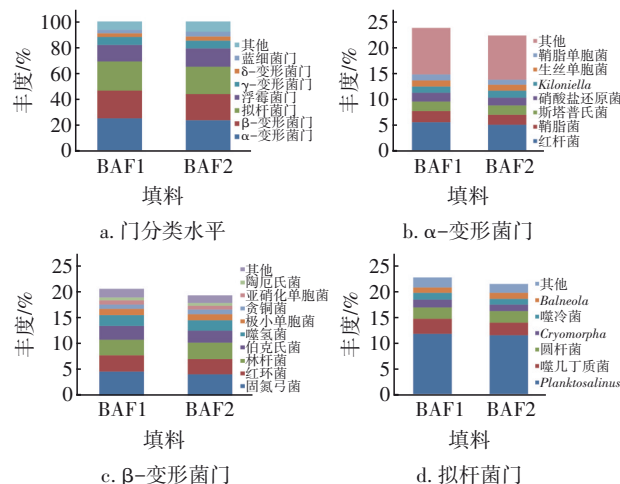 丰度/%
100
80
60
40
20
0
BAF1 BAF2
填料
其他
蓝细菌门
δ-变形菌门
γ-变形菌门
浮霉菌门
拟杆菌门
β-变形菌门
α-变形菌门
a. 门分类水平
丰度/%
25
20
15
10
5
0
BAF1 BAF2
填料
其他
鞘脂单胞菌
生丝单胞菌
Kiloniella
硝酸盐还原菌
斯塔普氏菌
鞘脂菌
红杆菌
b. α-变形菌门
丰度/%
25
20
15
10
5
0
BAF1 BAF2
填料
其他
陶厄氏菌
亚硝化单胞菌
贪铜菌
极小单胞菌
噬氢菌
伯克氏菌
林杆菌
红环菌
固氮弓菌
c. β-变形菌门
丰度/%
25
20
15
10
5
0
BAF1 BAF2
填料
其他
Balneola
噬冷菌
Cryomorpha
圆杆菌
噬几丁质菌
Planktosalinus
d. 拟杆菌门